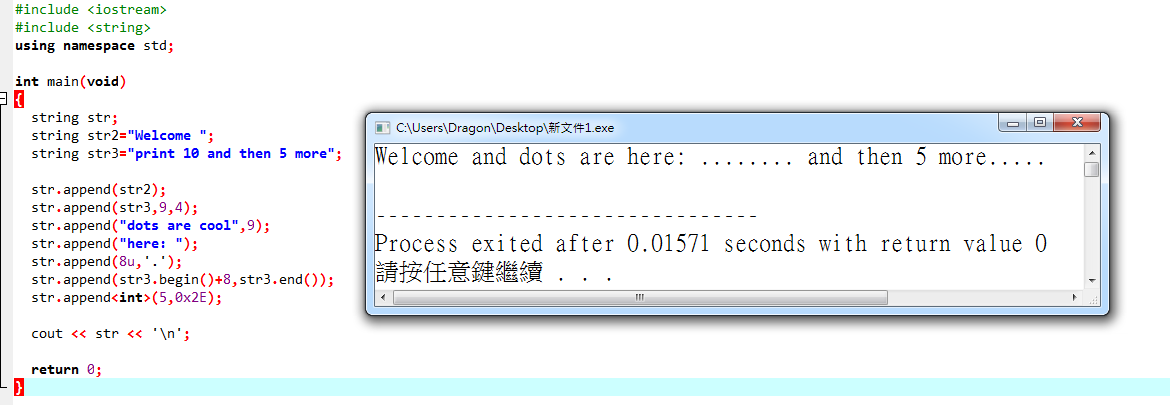 #include <iostream>
#include <string>
using namespace std;
int main(void)
{
string str;
string str2="Welcome ";
string str3="print 10 and then 5 more";
str.append(str2);
str.append(str3,9,4);
str.append("dots are cool",9);
str.append("here: ");
str.append(8u,'.');
str.append(str3.begin()+8,str3.end());
str.append<int>(5,0x2E);
cout << str << '\n';
return 0;
}
C:\Users\Dragon\Desktop\新文件1.exe
Welcome and dots are here: ........ and then 5 more.....
--------------------------------
Process exited after 0.01571 seconds with return value 0
請按任意鍵繼續 . . .